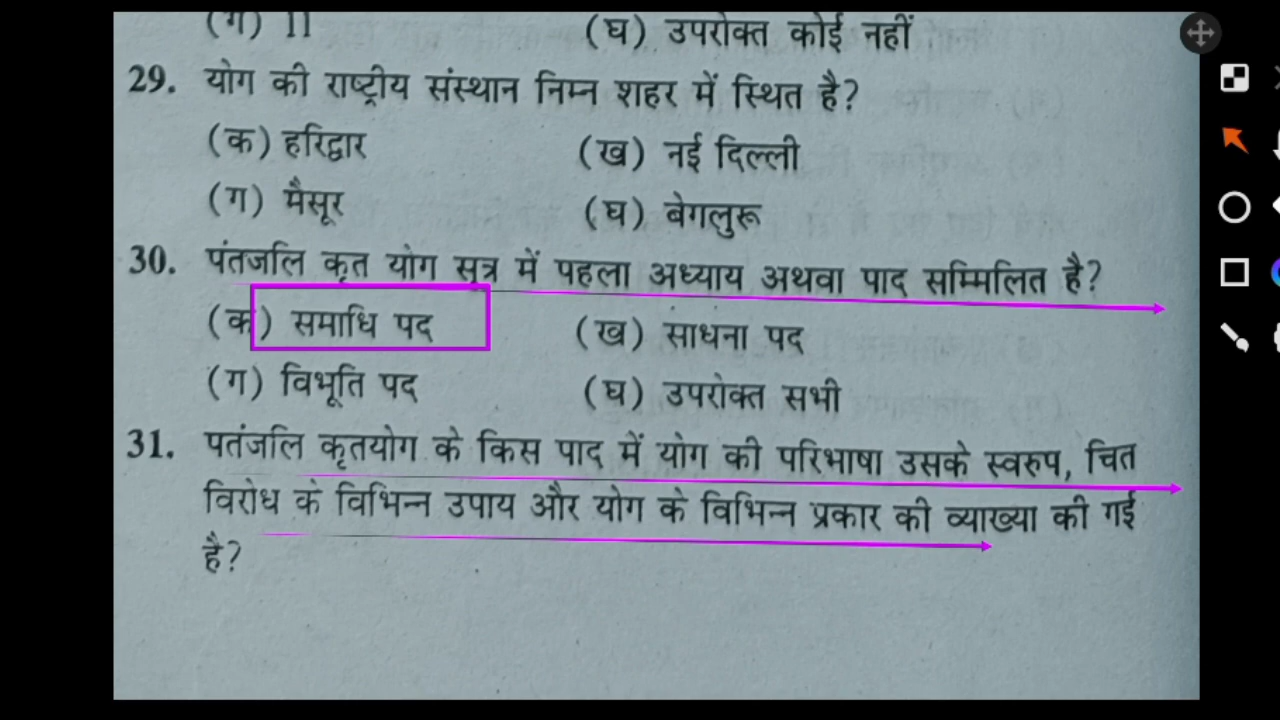 (ग) 11 (घ) उपरोक्त कोई नहीं
29. योग की राष्ट्रीय संस्थान निम्न शहर में स्थित है?
(क) हरिद्वार (ख) नई दिल्ली
(ग) मैसूर (घ) बेगलुरू
30. पंतजलि कृत योग सूत्र में पहला अध्याय अथवा पाद सम्मिलित है?
(क) समाधि पद (ख) साधना पद
(ग) विभूति पद (घ) उपरोक्त सभी
31. पतंजलि कृतयोग के किस पाद में योग की परिभाषा उसके स्वरुप, चित
विरोध के विभिन्न उपाय और योग के विभिन्न प्रकार की व्याख्या की गई
है?